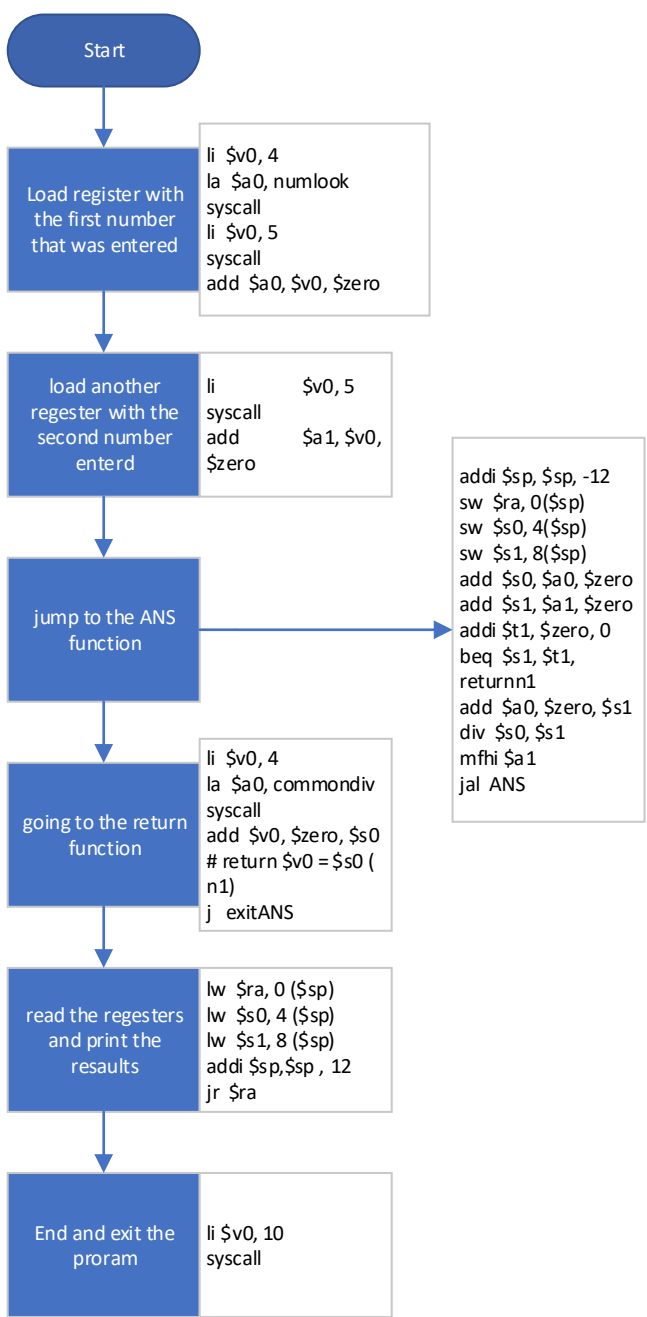 Start
Load register with
the first number
that was entered
li $v0, 4
la $a0, numlook
syscall
li $v0, 5
syscall
add $a0, $v0, $zero
load another
regester with the
second number
enterd
li $v0, 5
syscall
add $a1, $v0,
$zero
jump to the ANS
function
addi $sp, $sp, -12
sw $ra, 0($sp)
sw $s0, 4($sp)
sw $s1, 8($sp)
add $s0, $a0, $zero
add $s1, $a1, $zero
addi $t1, $zero, 0
beq $s1, $t1,
returnn1
add $a0, $zero, $s1
div $s0, $s1
mfhi $a1
jal ANS
going to the return
function
li $v0, 4
la $a0, commondiv
syscall
add $v0, $zero, $s0
# return $v0 = $s0 (
n1)
j exitANS
read the regesters
and print the
resaults
lw $ra, 0 ($sp)
lw $s0, 4 ($sp)
lw $s1, 8 ($sp)
addi $sp,$sp , 12
jr $ra
End and exit the
proram
li $v0, 10
syscall